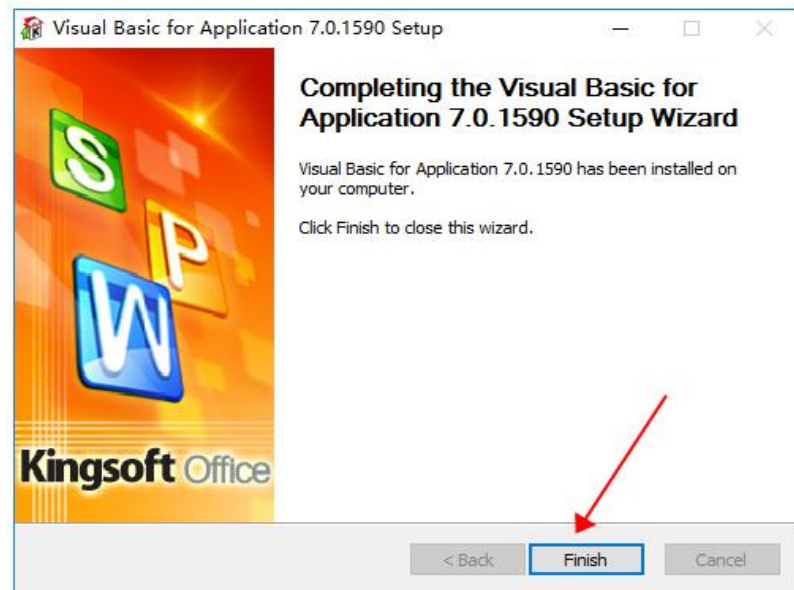 Visual Basic for Application 7.0.1590 Setup
Completing the Visual Basic for
Application 7.0.1590 Setup Wizard
Visual Basic for Application 7.0.1590 has been installed on
your computer.
Click Finish to close this wizard.
S
P
W
Kingsoft Office
< Back
Finish
Cancel